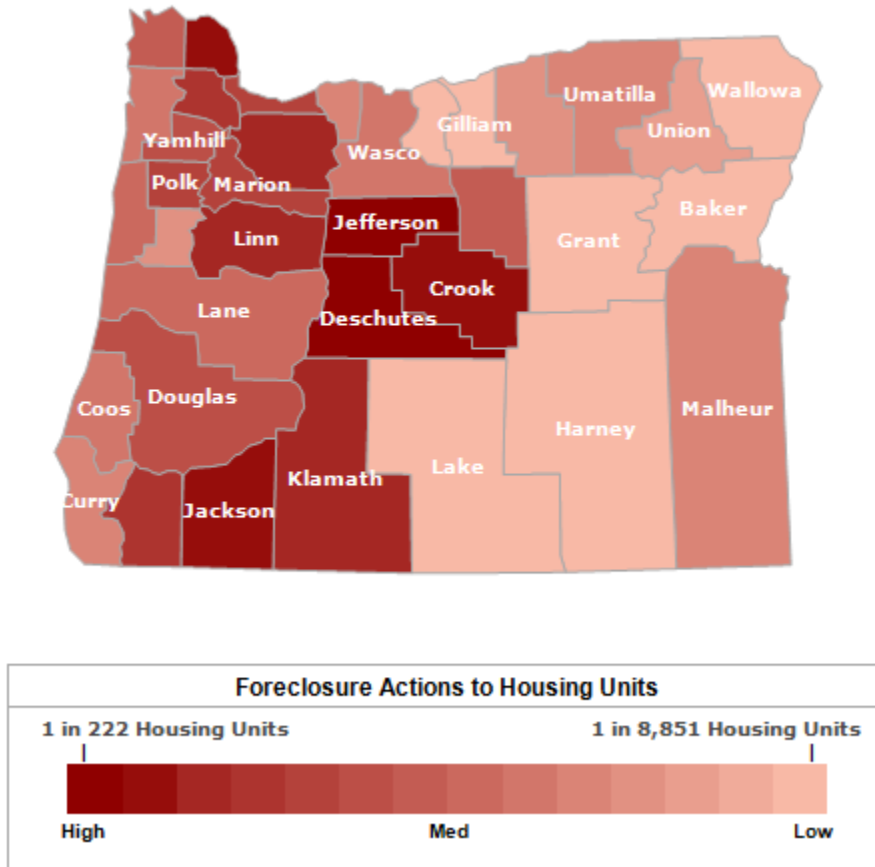 Umatilla
Wallowa
Gilliam
Union
Yamhill
Wasco
Polk
Marion
Baker
Jefferson
Linn
Grant
Crook
Lane
Deschutes
Douglas
Coos
Malheur
Harney
Lake
Klamath
Curry
Jackson
Foreclosure Actions to Housing Units
1 in 222 Housing Units 1 in 8,851 Housing Units
High Med Low